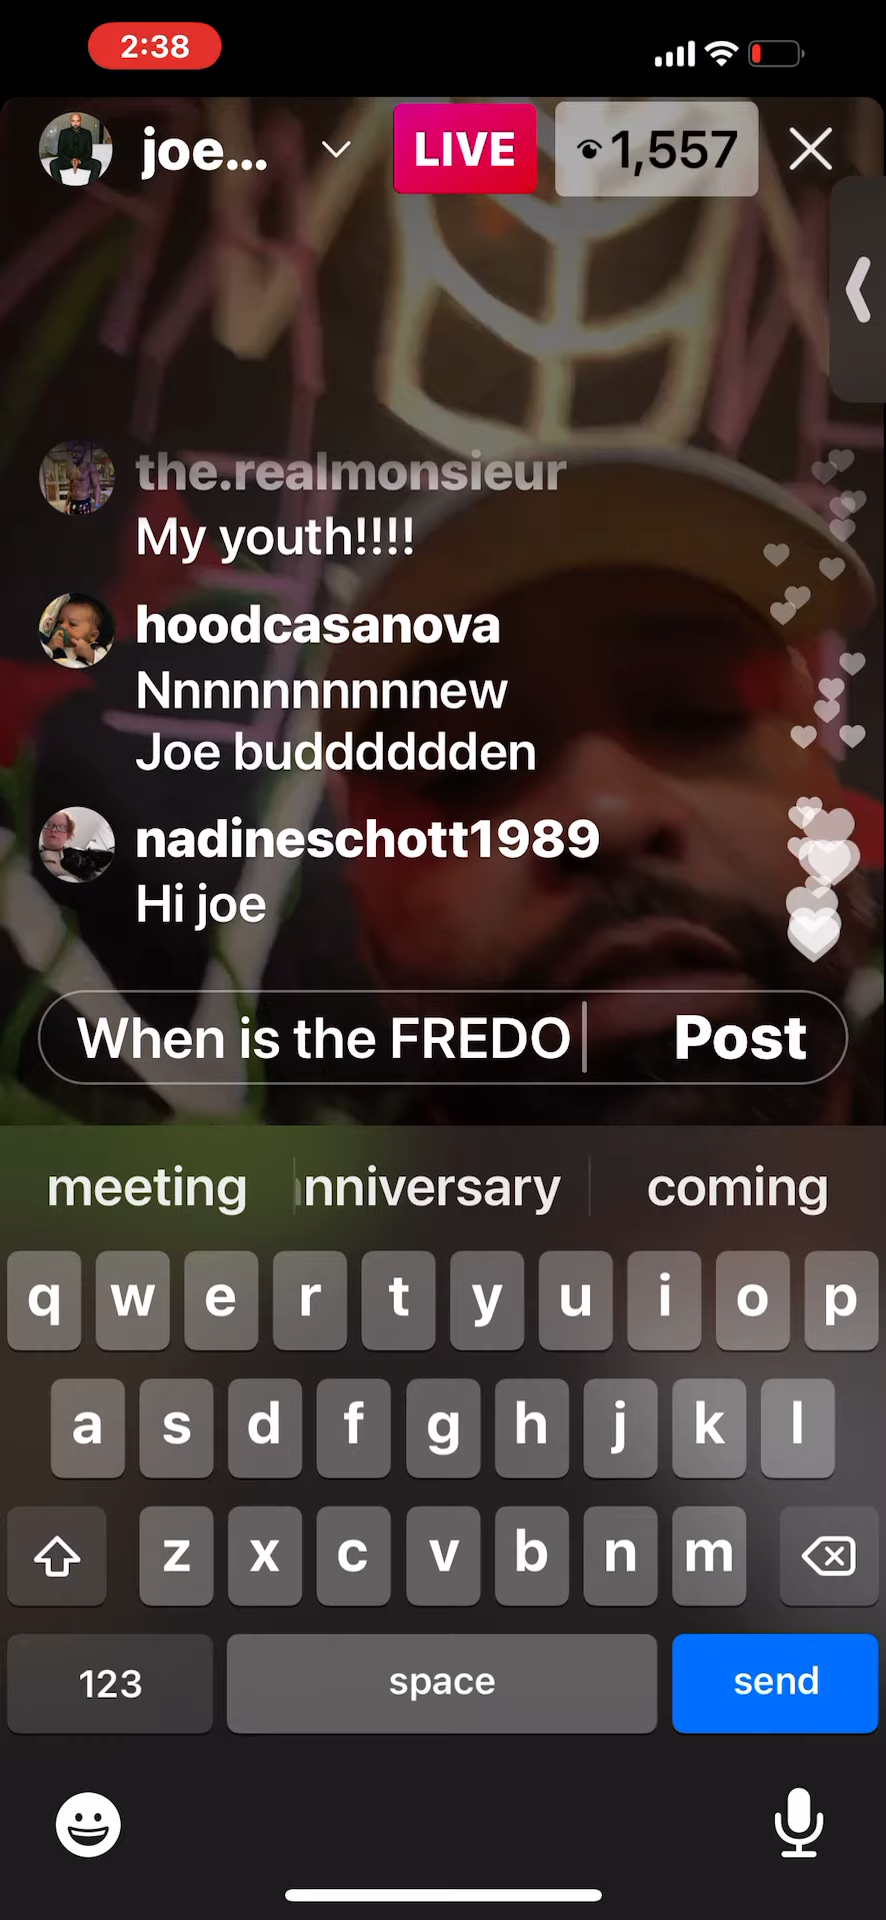 2:38
joe...
LIVE
1,557
the.realmonsieur
My youth!!!!
hoodcasanova
Nnnnnnnnnnew
Joe budddddden
nadineschott1989
Hi joe
When is the FREDO
Post
meeting nniversary coming
q w e r t y u i o p
a s d f g h j k l
z x c v b n m
123 space send